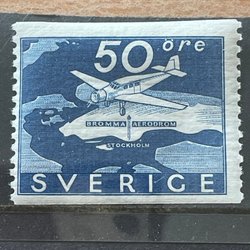 50 öre
BROMMA AERODROM
STOCKHOLM
SVERIGE